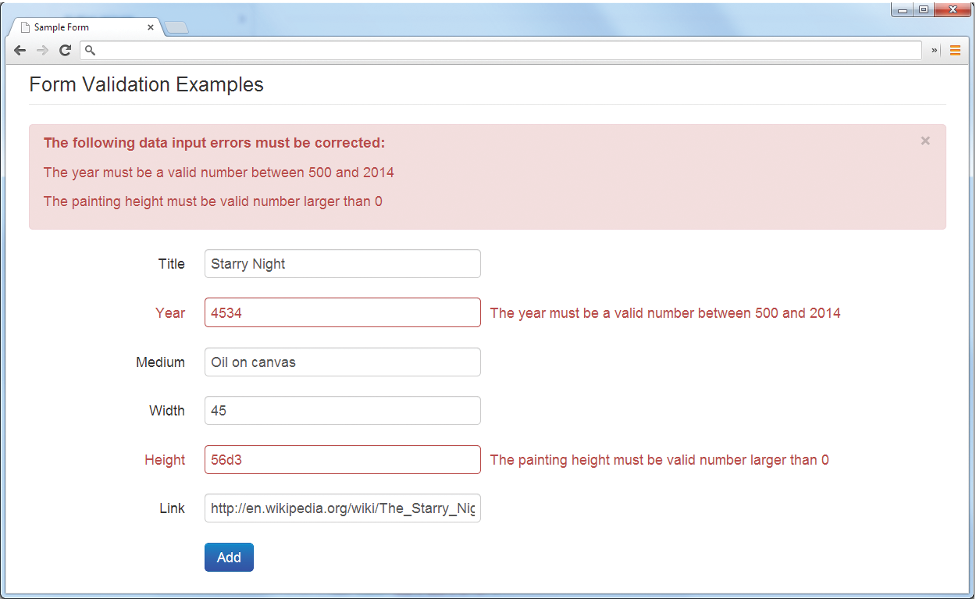 Sample Form
Form Validation Examples
The following data input errors must be corrected:
The year must be a valid number between 500 and 2014
The painting height must be valid number larger than 0
Title Starry Night
Year 4534 The year must be a valid number between 500 and 2014
Medium Oil on canvas
Width 45
Height 56d3 The painting height must be valid number larger than 0
Link http://en.wikipedia.org/wiki/The_Starry_Nig
Add